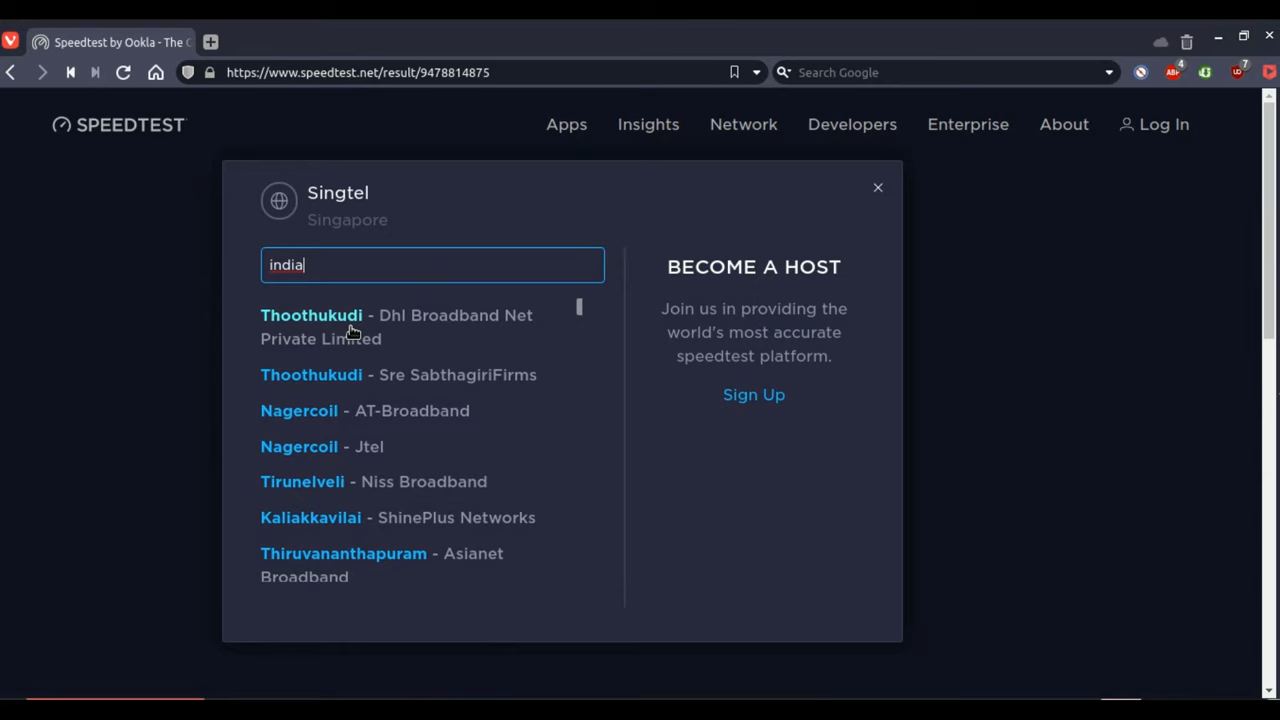 Speedtest by Ookla - The
https://www.speedtest.net/result/9478814875
Search Google
4
7
ABP
SPEEDTEST
Apps
Insights
Network
Developers
Enterprise
About
Log In
Singtel
Singapore
india
Thoothukudi - Dhl Broadband Net
Private Limited
Thoothukudi - Sre SabthagiriFirms
Nagercoil - AT-Broadband
Nagercoil - Jtel
Tirunelveli - Niss Broadband
Kaliakkavilai - ShinePlus Networks
Thiruvananthapuram - Asianet
Broadband
BECOME A HOST
Join us in providing the
world's most accurate
speedtest platform.
Sign Up